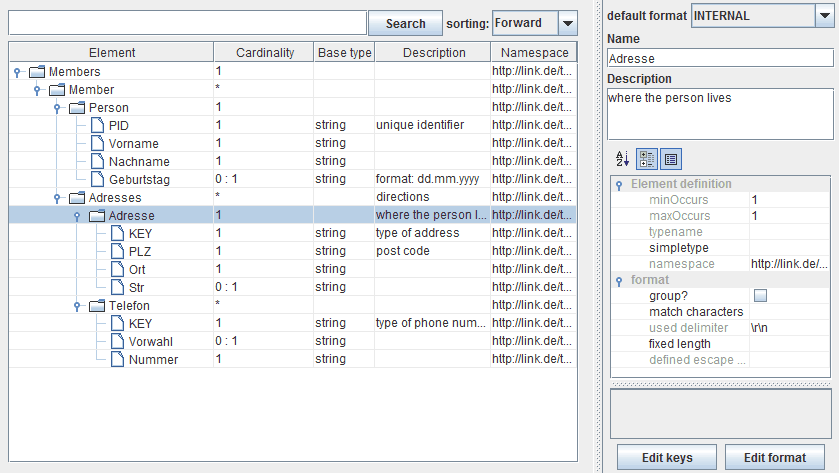 Search sorting: Forward
Element Cardinality Base type Description Namespace
Members 1 http://link.de/t...
Member * http://link.de/t...
Person 1 http://link.de/t...
PID 1 string unique identifier http://link.de/t...
Vorname 1 string http://link.de/t...
Nachname 1 string http://link.de/t...
Geburtstag 0 : 1 string format: dd.mm.yyyy http://link.de/t...
Adresses * directions http://link.de/t...
Adresse 1 where the person l... http://link.de/t...
KEY 1 string type of address http://link.de/t...
PLZ 1 string post code http://link.de/t...
Ort 1 string http://link.de/t...
Str 0 : 1 string http://link.de/t...
Telefon * http://link.de/t...
KEY 1 string type of phone num... http://link.de/t...
Vorwahl 0 : 1 string http://link.de/t...
Nummer 1 string http://link.de/t...
default format INTERNAL
Name
Adresse
Description
where the person lives
A Z
Element definition
minOccurs 1
maxOccurs 1
typename
simpletype
namespace http://link.de/...
format
group?
match characters
used delimiter \r\n
fixed length
defined escape ...
Edit keys Edit format